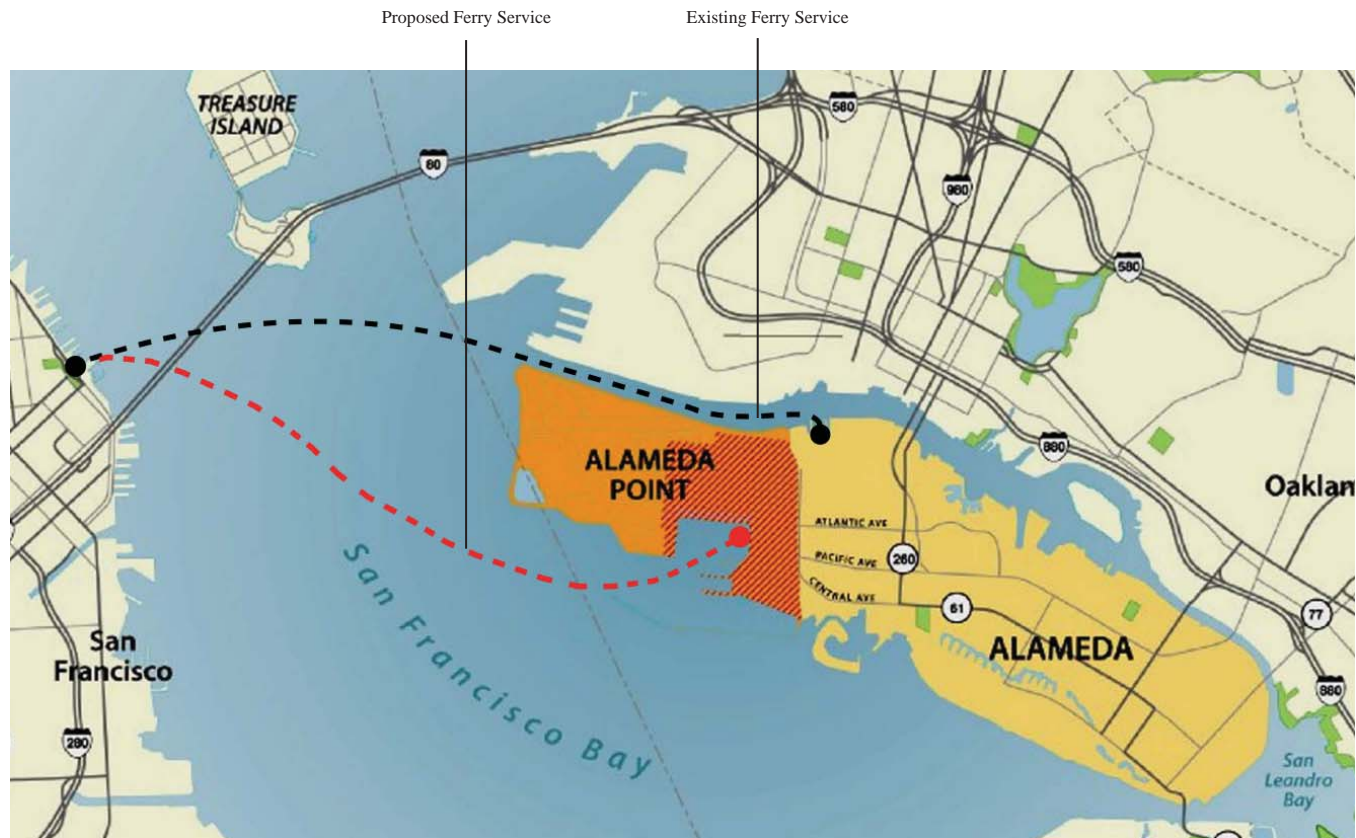 Proposed Ferry Service
Existing Ferry Service
TREASURE
ISLAND
80
580
980
580
ALAMEDA
POINT
880
Oaklan
ATLANTIC AVE
PACIFIC AVE
260
CENTRAL AVE
61
77
San Francisco Bay
San
Francisco
ALAMEDA
880
280
San
Leandro
Bay